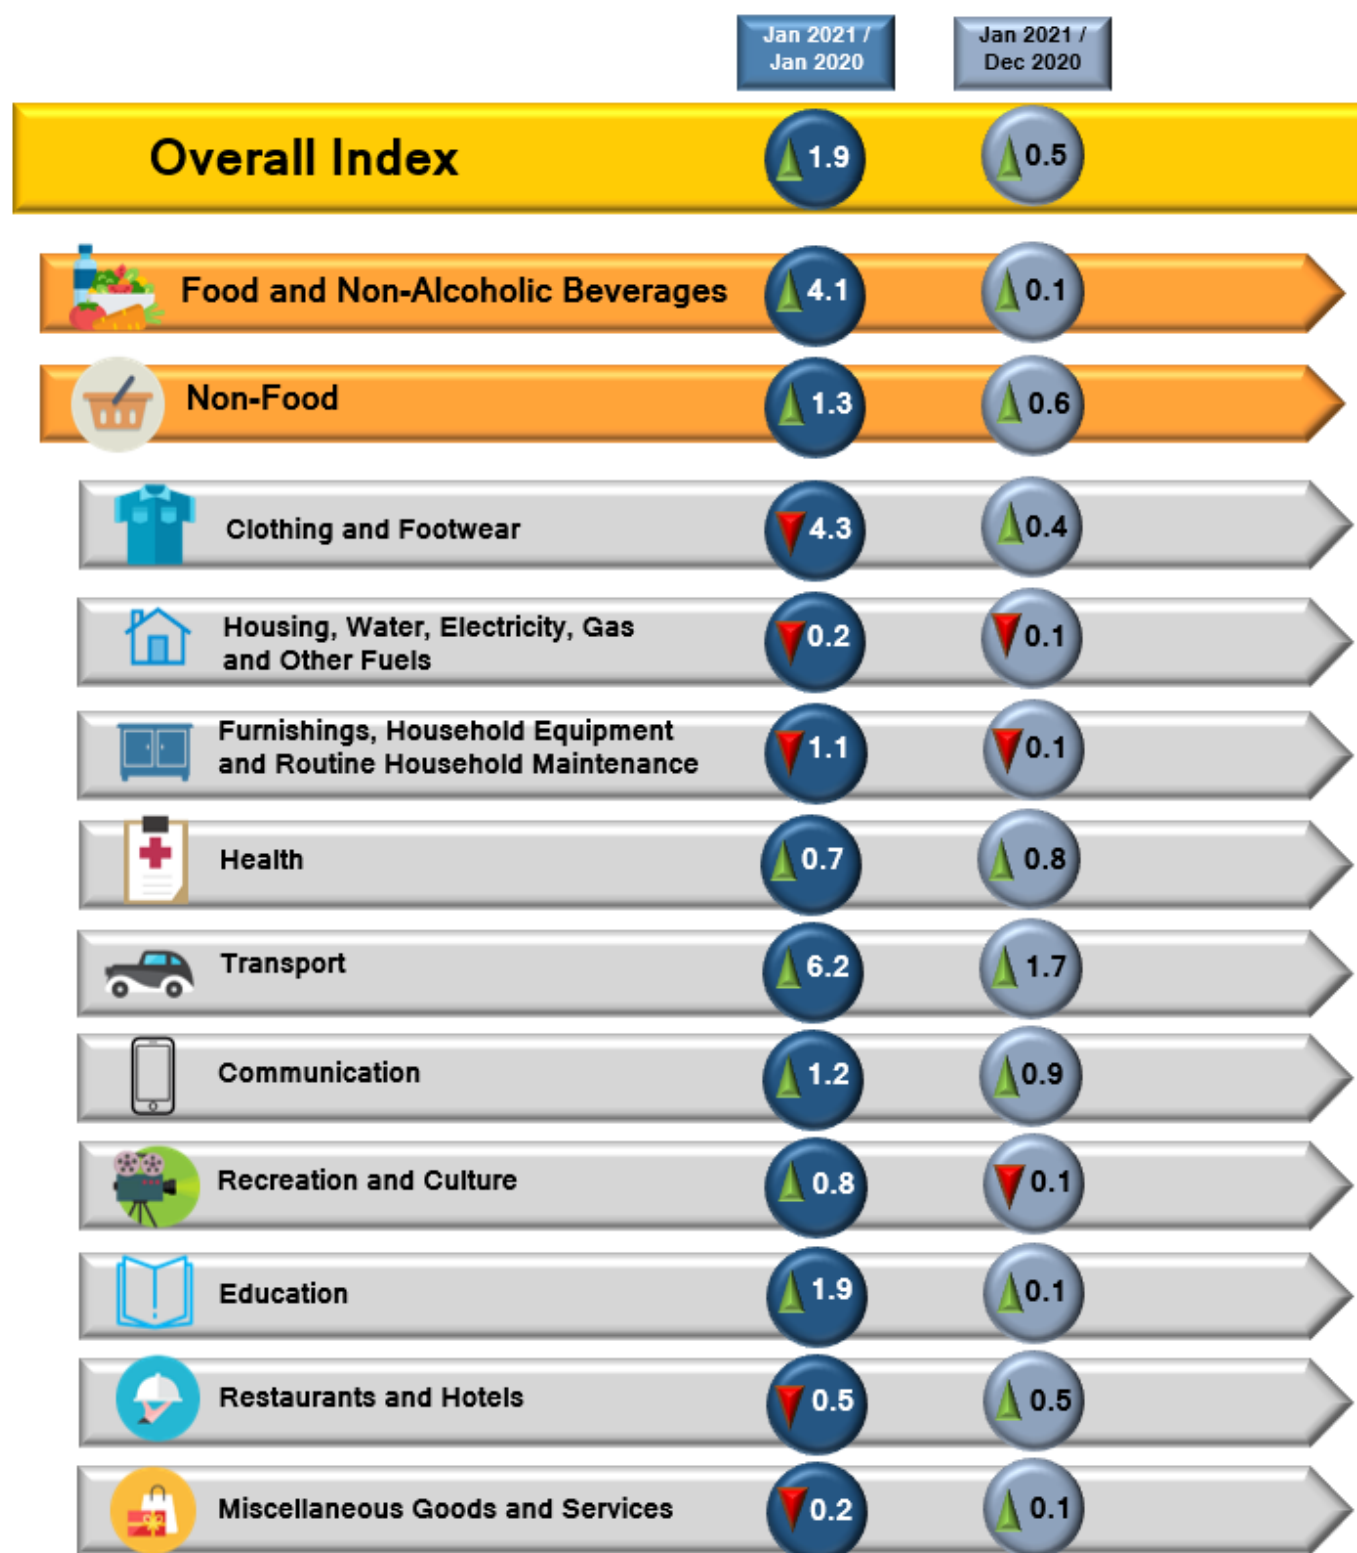 Jan 2021 /
Jan 2020
Jan 2021 /
Dec 2020
Overall Index 1.9 0.5
Food and Non-Alcoholic Beverages 4.1 0.1
Non-Food 1.3 0.6
Clothing and Footwear 4.3 0.4
Housing, Water, Electricity, Gas
and Other Fuels 0.2 0.1
Furnishings, Household Equipment
and Routine Household Maintenance 1.1 0.1
Health 0.7 0.8
Transport 6.2 1.7
Communication 1.2 0.9
Recreation and Culture 0.8 0.1
Education 1.9 0.1
Restaurants and Hotels 0.5 0.5
Miscellaneous Goods and Services 0.2 0.1